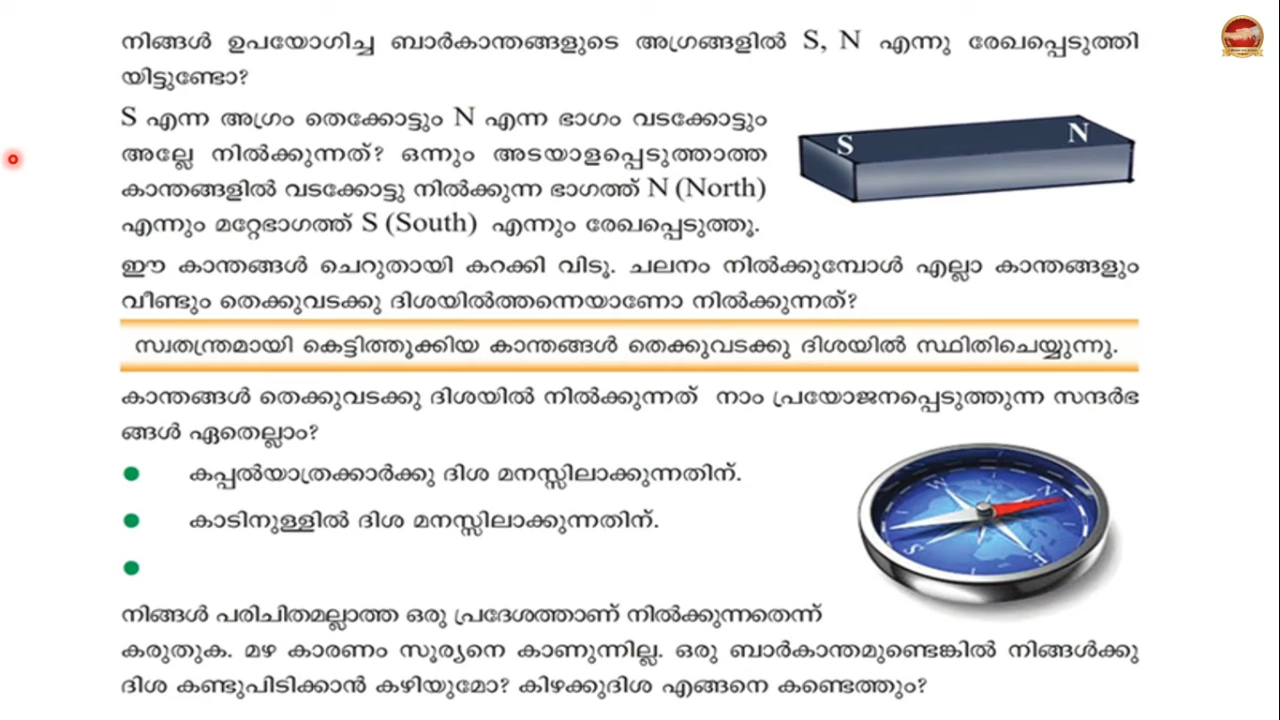 നിങ്ങൾ ഉപയോഗിച്ച ബാർകാന്തങ്ങളുടെ അഗ്രങ്ങളിൽ S, N എന്നു രേഖപ്പെടുത്തി
യിട്ടുണ്ടോ?
S എന്ന അഗ്രം തെക്കോട്ടും N എന്ന ഭാഗം വടക്കോട്ടും
അല്ലേ നിൽക്കുന്നത്? ഒന്നും അടയാളപ്പെടുത്താത്ത
കാന്തങ്ങളിൽ വടക്കോട്ടു നിൽക്കുന്ന ഭാഗത്ത് N (North)
എന്നും മറ്റേഭാഗത്ത് S (South) എന്നും രേഖപ്പെടുത്തൂ.
S N
ഈ കാന്തങ്ങൾ ചെറുതായി കറക്കി വിടൂ. ചലനം നിൽക്കുമ്പോൾ എല്ലാ കാന്തങ്ങളും
വീണ്ടും തെക്കുവടക്കു ദിശയിൽത്തന്നെയാണോ നിൽക്കുന്നത്?
സ്വതന്ത്രമായി കെട്ടിത്തൂക്കിയ കാന്തങ്ങൾ തെക്കുവടക്കു ദിശയിൽ സ്ഥിതിചെയ്യുന്നു.
കാന്തങ്ങൾ തെക്കുവടക്കു ദിശയിൽ നിൽക്കുന്നത് നാം പ്രയോജനപ്പെടുത്തുന്ന സന്ദർഭ
ങ്ങൾ ഏതെല്ലാം?
കപ്പൽയാത്രക്കാർക്കു ദിശ മനസ്സിലാക്കുന്നതിന്.
കാടിനുള്ളിൽ ദിശ മനസ്സിലാക്കുന്നതിന്.
W N
S E
നിങ്ങൾ പരിചിതമല്ലാത്ത ഒരു പ്രദേശത്താണ് നിൽക്കുന്നതെന്ന്
കരുതുക. മഴ കാരണം സൂര്യനെ കാണുന്നില്ല. ഒരു ബാർകാന്തമുണ്ടെങ്കിൽ നിങ്ങൾക്കു
ദിശ കണ്ടുപിടിക്കാൻ കഴിയുമോ? കിഴക്കുദിശ എങ്ങനെ കണ്ടെത്തും?